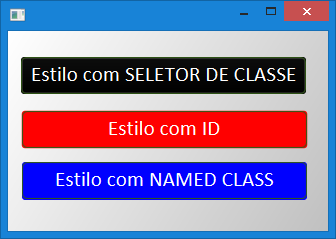 Estilo com SELETOR DE CLASSE
Estilo com ID
Estilo com NAMED CLASS